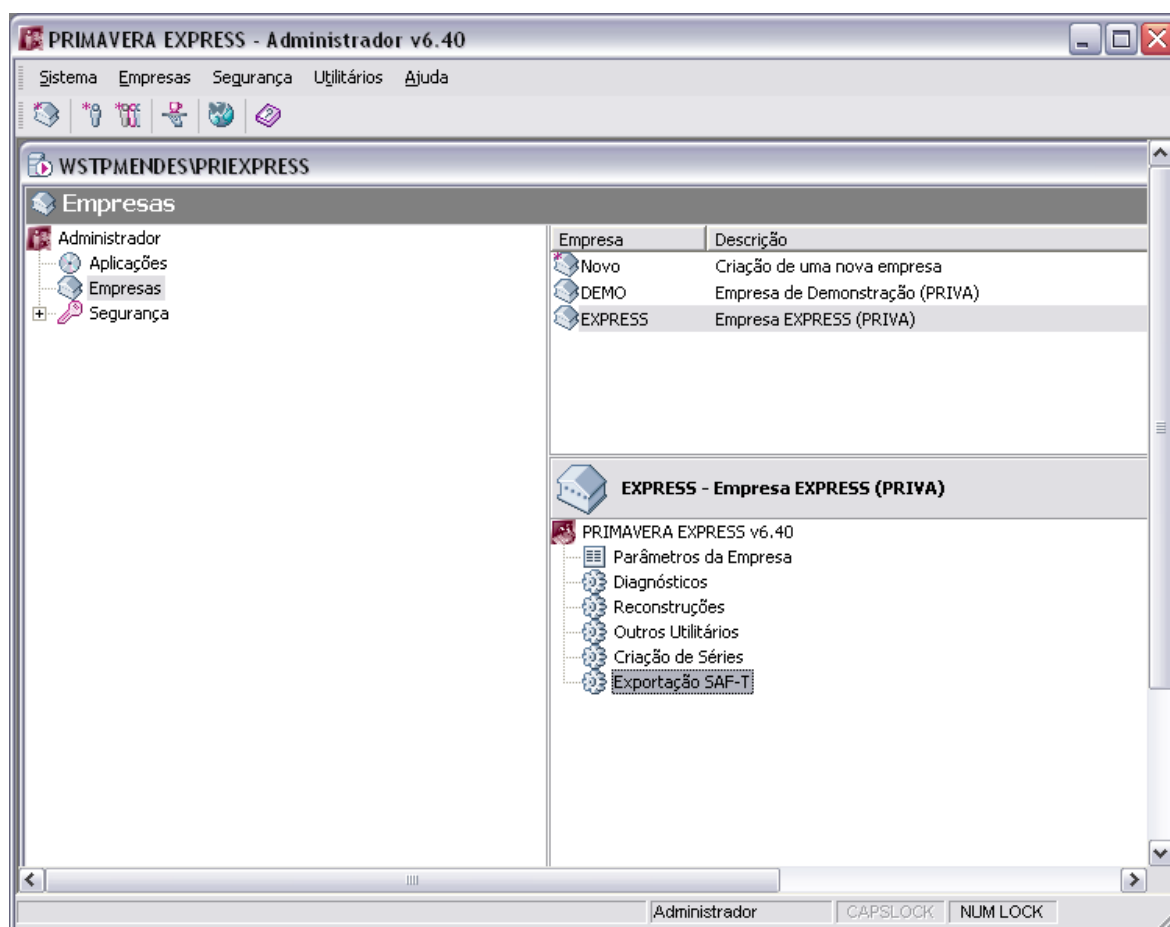 PRIMAVERA EXPRESS - Administrador v6.40
Sistema Empresas Segurança Utilitários Ajuda
WSTPMENDES\PRIEXPRESS
Empresas
Administrador
Aplicações
Empresas
Segurança
Empresa Descrição
Novo Criação de uma nova empresa
DEMO Empresa de Demonstração (PRIVA)
EXPRESS Empresa EXPRESS (PRIVA)
EXPRESS - Empresa EXPRESS (PRIVA)
PRIMAVERA EXPRESS v6.40
Parâmetros da Empresa
Diagnósticos
Reconstruções
Outros Utilitários
Criação de Séries
Exportação SAF-T
Administrador CAPSLOCK NUM LOCK